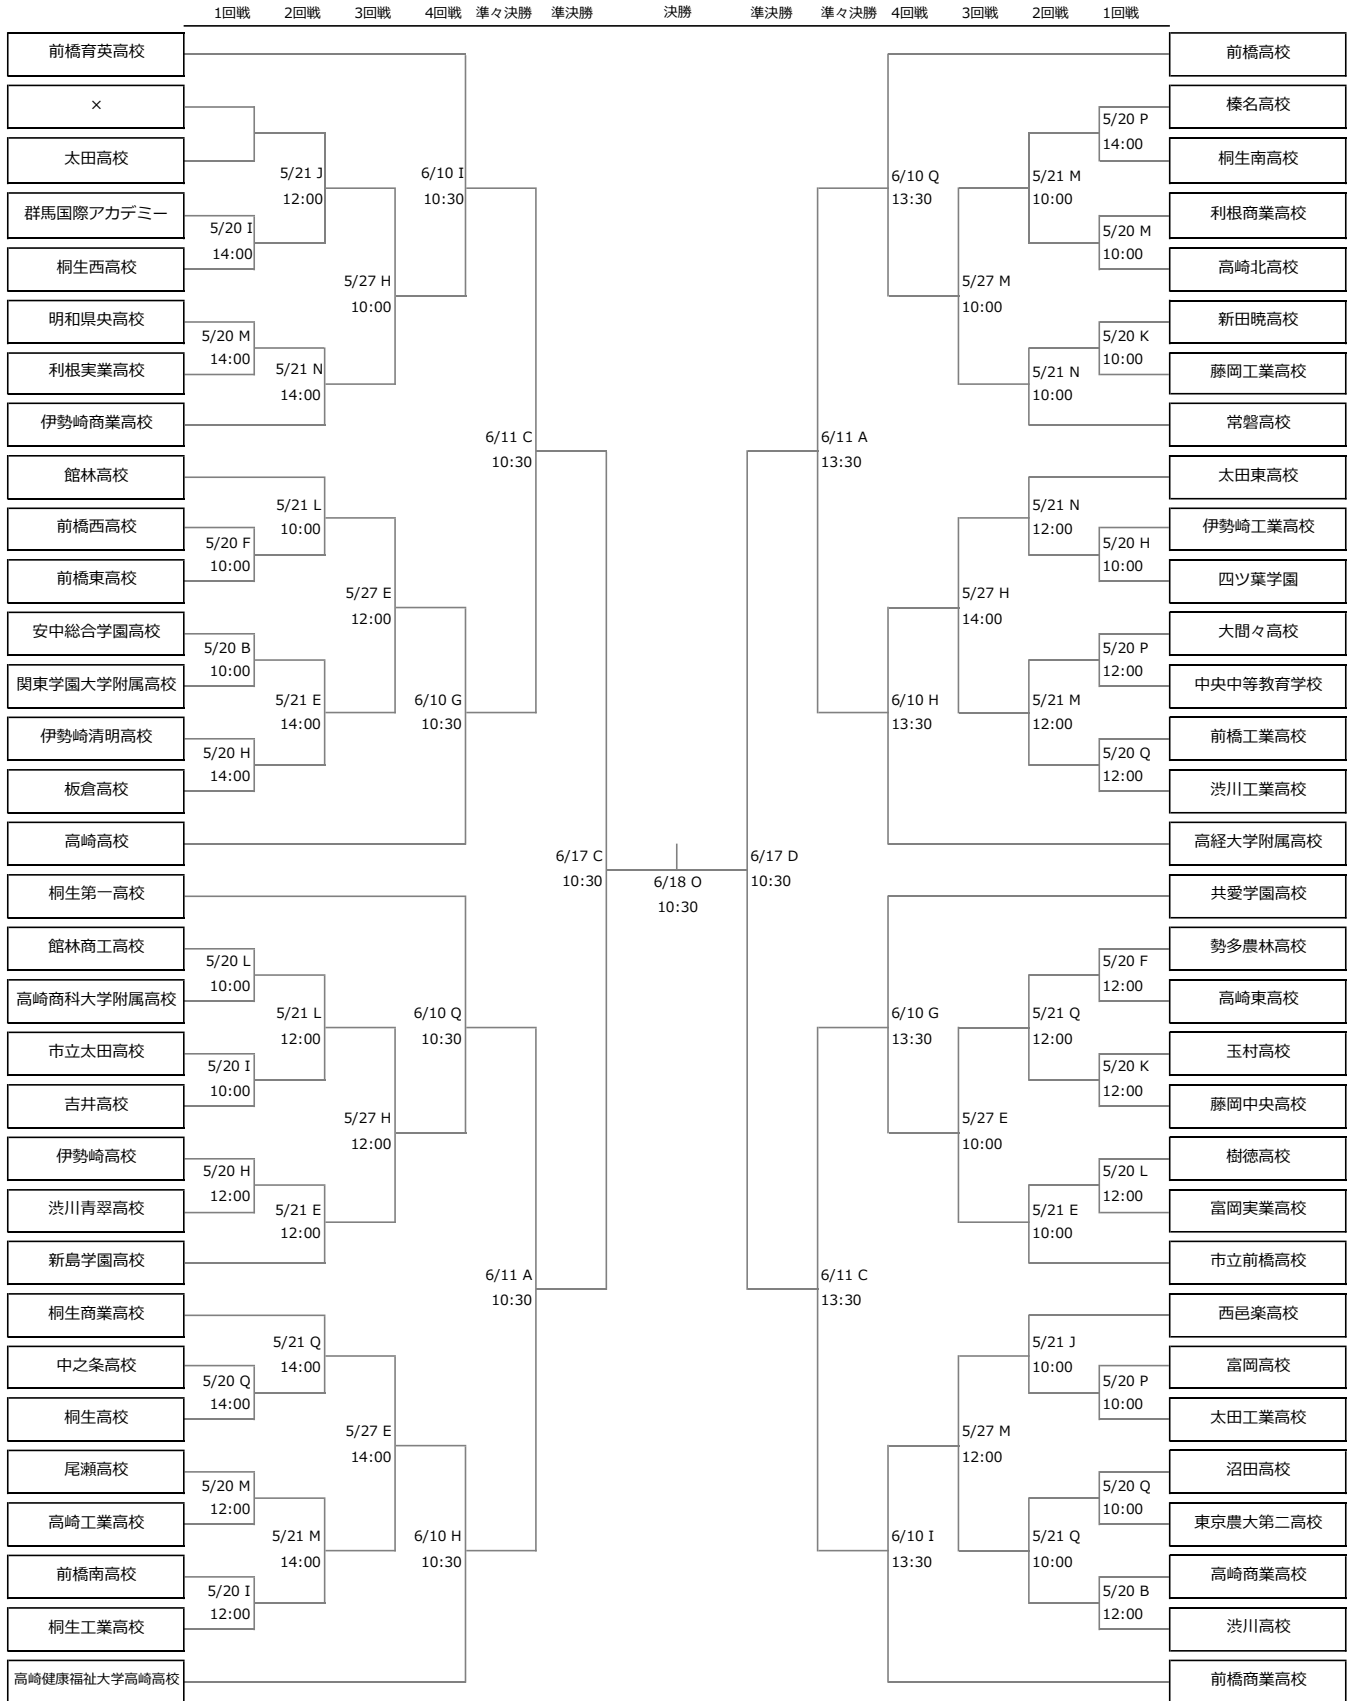 1回戦 2回戦 3回戦 4回戦 準々決勝 準決勝 決勝 準決勝 準々決勝 4回戦 3回戦 2回戦 1回戦
前橋育英高校 前橋高校
× 榛名高校
5/20 P
14:00
太田高校 桐生南高校
5/21 J 6/10 I 6/10 Q 5/21 M
12:00 10:30 13:30 10:00
群馬国際アカデミー 利根商業高校
5/20 I 5/20 M
14:00 10:00
桐生西高校 高崎北高校
5/27 H 5/27 M
10:00 10:00
明和県央高校 新田暁高校
5/20 M 5/20 K
14:00 10:00
利根実業高校 藤岡工業高校
5/21 N 5/21 N
14:00 10:00
伊勢崎商業高校 常磐高校
6/11 C 6/11 A
10:30 13:30
館林高校 太田東高校
5/21 L 5/21 N
10:00 12:00
前橋西高校 伊勢崎工業高校
5/20 F 5/20 H
10:00 10:00
前橋東高校 四ツ葉学園
5/27 E 5/27 H
12:00 14:00
安中総合学園高校 大間々高校
5/20 B 5/20 P
10:00 12:00
関東学園大学附属高校 中央中等教育学校
5/21 E 6/10 G 6/10 H 5/21 M
14:00 10:30 13:30 12:00
伊勢崎清明高校 前橋工業高校
5/20 H 5/20 Q
14:00 12:00
板倉高校 渋川工業高校
高崎高校 高経大学附属高校
6/17 C 6/18 O 6/17 D
10:30 10:30 10:30
桐生第一高校 共愛学園高校
館林商工高校 勢多農林高校
5/20 L 5/20 F
10:00 12:00
高崎商科大学附属高校 高崎東高校
5/21 L 6/10 Q 6/10 G 5/21 Q
12:00 10:30 13:30 12:00
市立太田高校 玉村高校
5/20 I 5/20 K
10:00 12:00
吉井高校 藤岡中央高校
5/27 H 5/27 E
12:00 10:00
伊勢崎高校 樹徳高校
5/20 H 5/20 L
12:00 12:00
渋川青翠高校 富岡実業高校
5/21 E 5/21 E
12:00 10:00
新島学園高校 市立前橋高校
6/11 A 6/11 C
10:30 13:30
桐生商業高校 西邑楽高校
5/21 Q 5/21 J
14:00 10:00
中之条高校 富岡高校
5/20 Q 5/20 P
14:00 10:00
桐生高校 太田工業高校
5/27 E 5/27 M
14:00 12:00
尾瀬高校 沼田高校
5/20 M 5/20 Q
12:00 10:00
高崎工業高校 東京農大第二高校
5/21 M 6/10 H 6/10 I 5/21 Q
14:00 10:30 13:30 10:00
前橋南高校 高崎商業高校
5/20 I 5/20 B
12:00 12:00
桐生工業高校 渋川高校
高崎健康福祉大学高崎高校 前橋商業高校